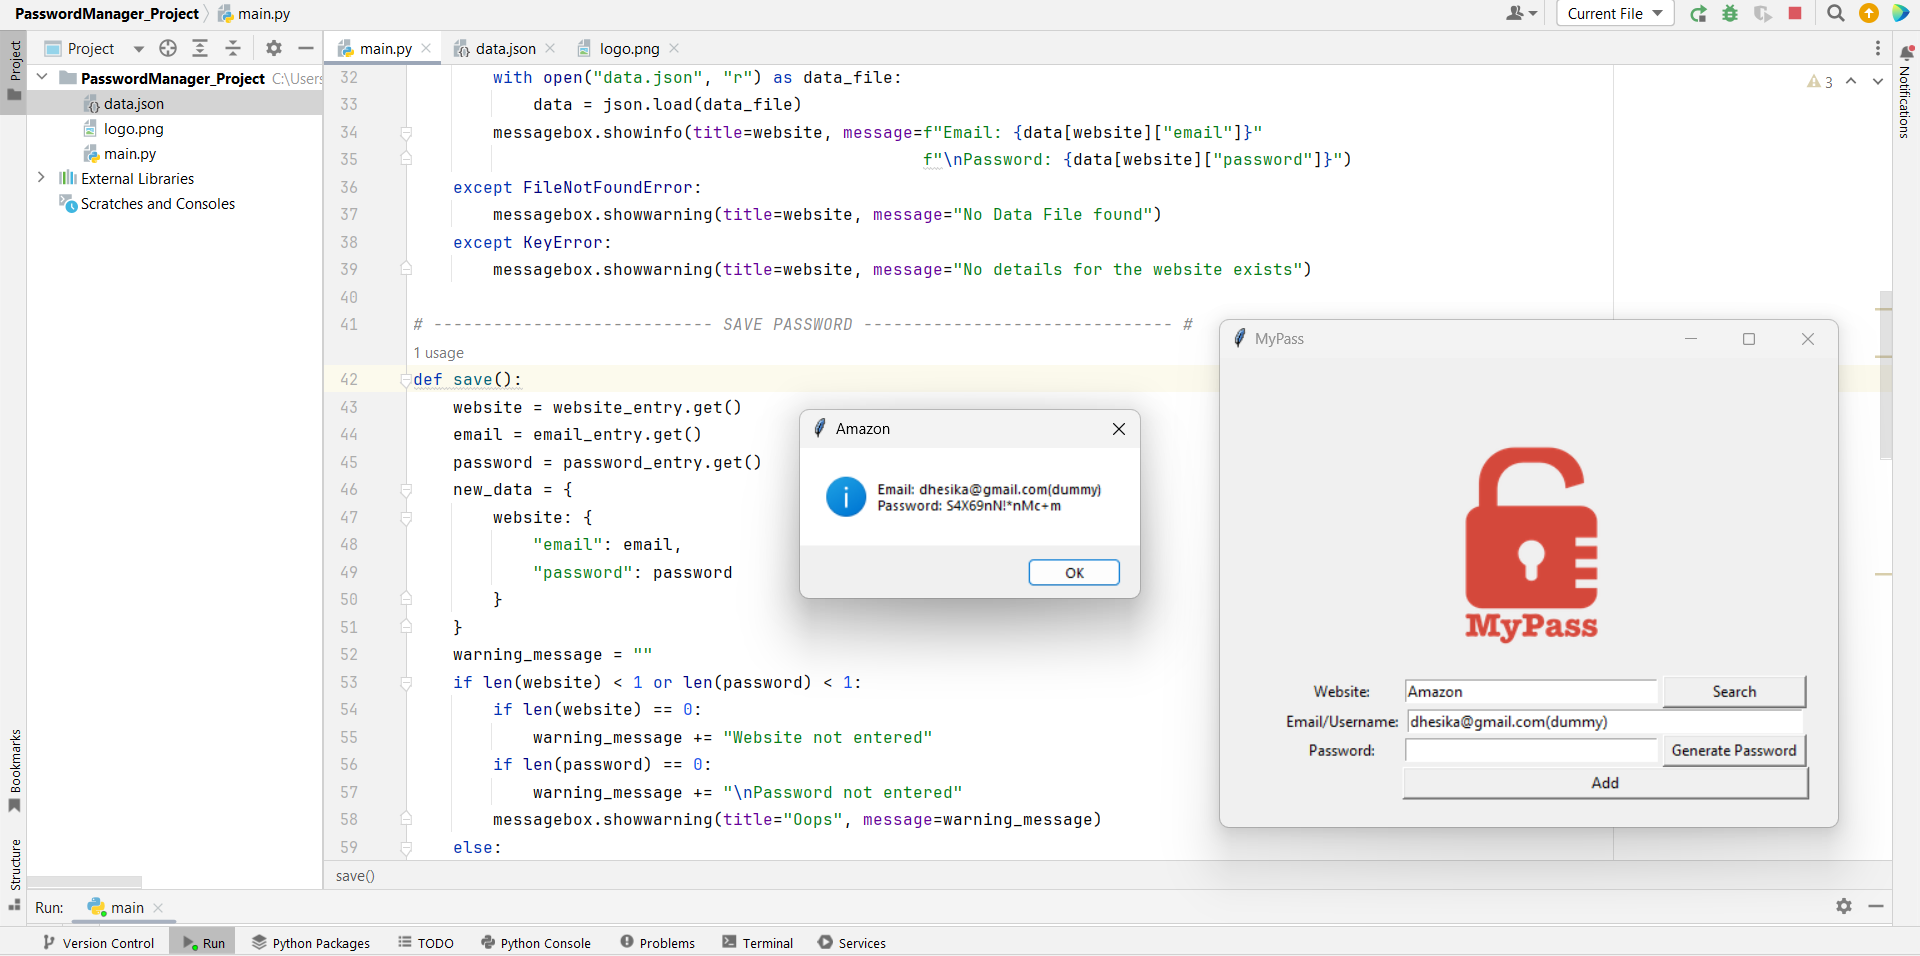 PasswordManager_Project
main.py
Current File
Project
Project
main.py
data.json
logo.png
PasswordManager_Project C:\Users
data.json
logo.png
main.py
External Libraries
Scratches and Consoles
3
Notifications
32 with open("data.json", "r") as data_file:
33 data = json.load(data_file)
34 messagebox.showinfo(title=website, message=f"Email: {data[website]["email"]}"
35 f"\nPassword: {data[website]["password"]}")
36 except FileNotFoundError:
37 messagebox.showwarning(title=website, message="No Data File found")
38 except KeyError:
39 messagebox.showwarning(title=website, message="No details for the website exists")
40
41 # ---------------------------- SAVE PASSWORD ------------------------------- #
1 usage
42 def save():
43 website = website_entry.get()
44 email = email_entry.get()
45 password = password_entry.get()
46 new_data = {
47 website: {
48 "email": email,
49 "password": password
50 }
51 }
52 warning_message = ""
53 if len(website) < 1 or len(password) < 1:
54 if len(website) == 0:
55 warning_message += "Website not entered"
56 if len(password) == 0:
57 warning_message += "\nPassword not entered"
58 messagebox.showwarning(title="Oops", message=warning_message)
59 else:
save()
Amazon
Email: dhesika@gmail.com(dummy)
Password: S4X69nN!*nMc+m
OK
MyPass
MyPass
Website: Amazon Search
Email/Username: dhesika@gmail.com(dummy)
Password: Generate Password
Add
Bookmarks
Structure
Run: main
Version Control
Run
Python Packages
TODO
Python Console
Problems
Terminal
Services